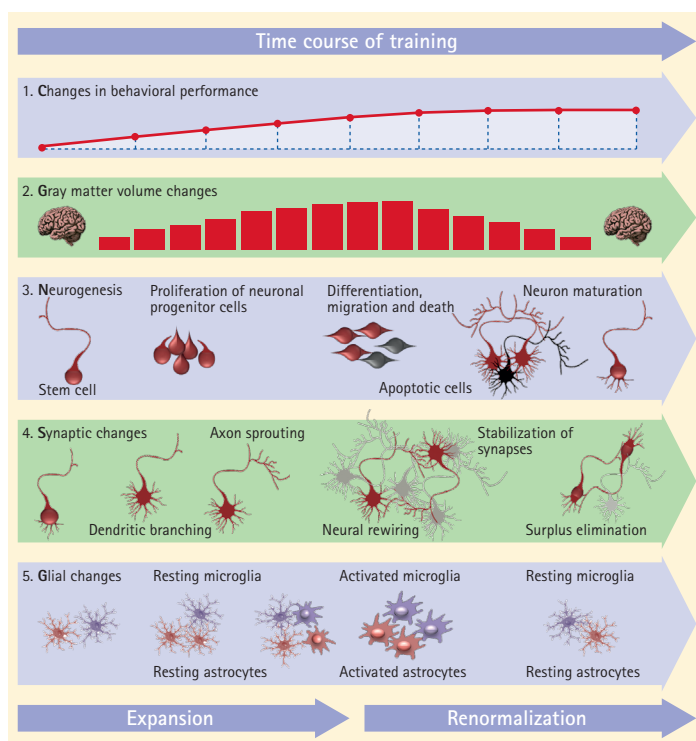 Time course of training
1. Changes in behavioral performance
2. Gray matter volume changes
3. Neurogenesis
Proliferation of neuronal
progenitor cells
Differentiation,
migration and death
Neuron maturation
Stem cell
Apoptotic cells
4. Synaptic changes
Axon sprouting
Stabilization of
synapses
Dendritic branching
Neural rewiring
Surplus elimination
5. Glial changes
Resting microglia
Activated microglia
Resting microglia
Resting astrocytes
Activated astrocytes
Resting astrocytes
Expansion
Renormalization